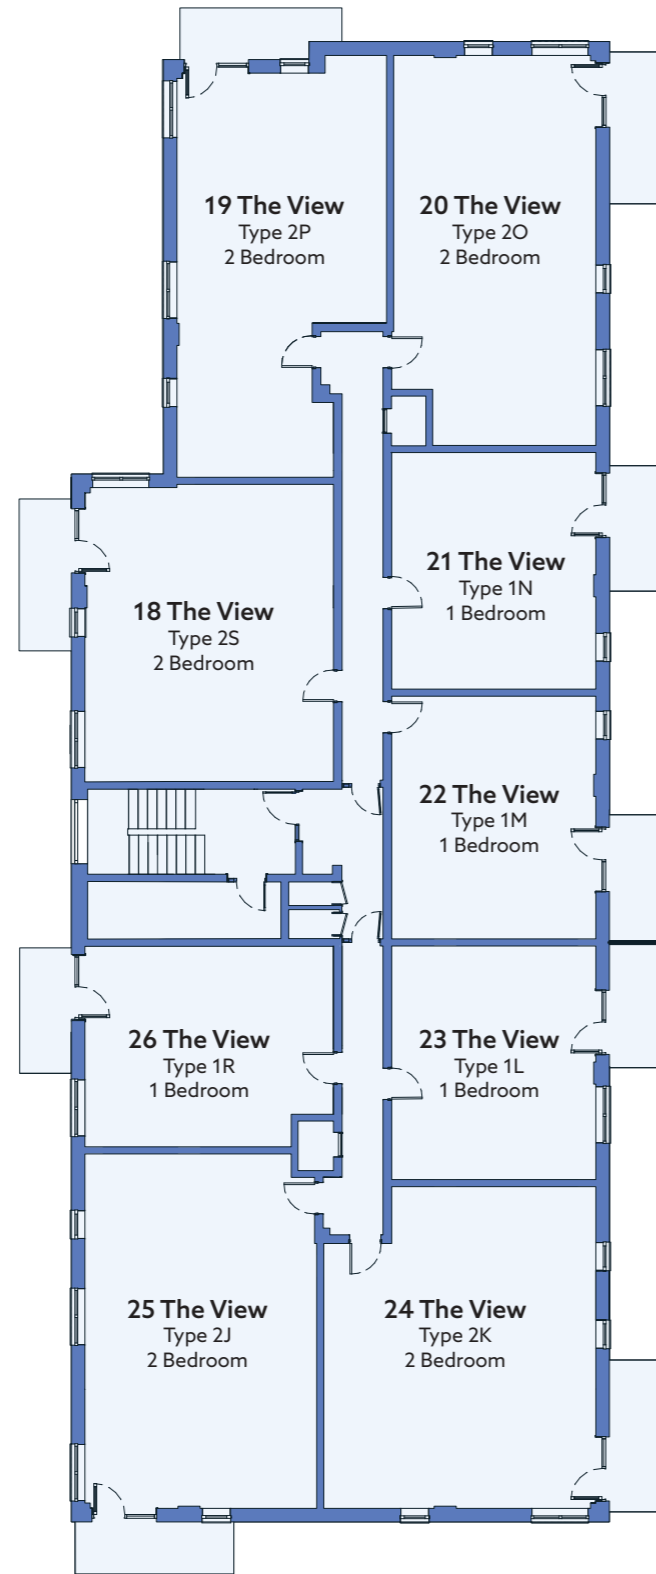 19 The View
Type 2P
2 Bedroom
20 The View
Type 2O
2 Bedroom
21 The View
Type 1N
1 Bedroom
18 The View
Type 2S
2 Bedroom
22 The View
Type 1M
1 Bedroom
26 The View
Type 1R
1 Bedroom
23 The View
Type 1L
1 Bedroom
25 The View
Type 2J
2 Bedroom
24 The View
Type 2K
2 Bedroom